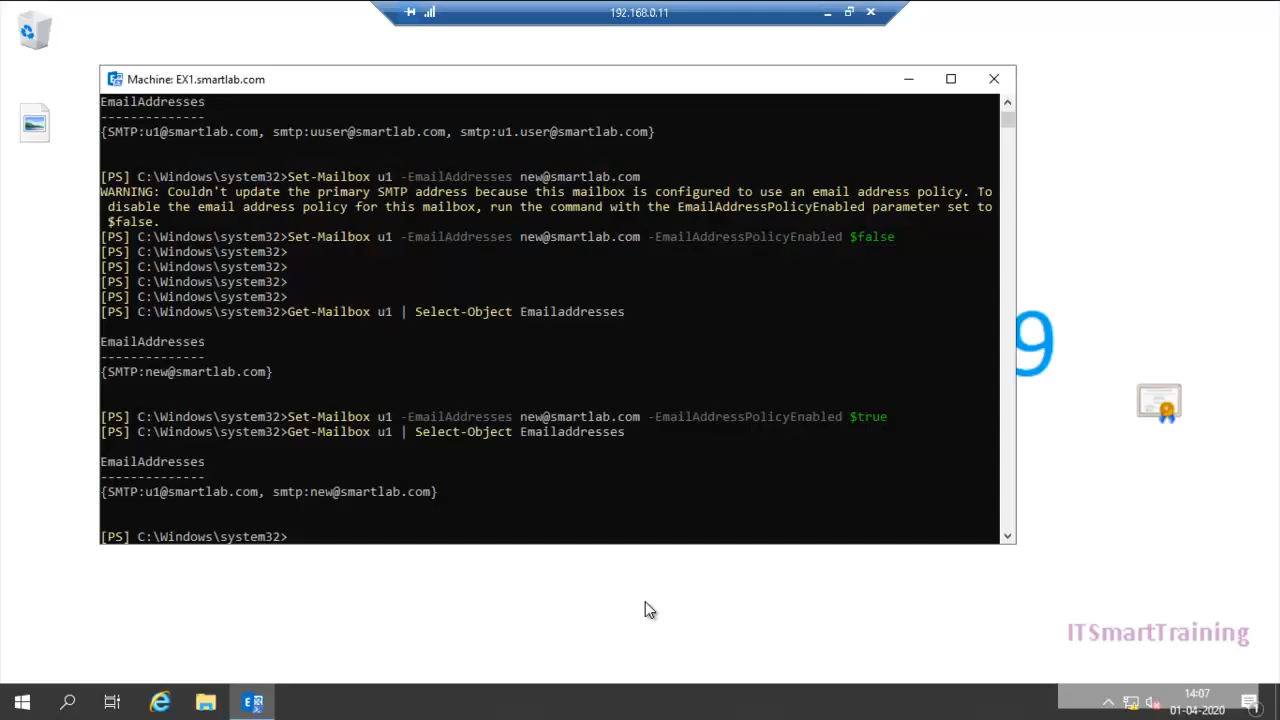 192.168.0.11
Machine: EX1.smartlab.com
EmailAddresses
--------------
{SMTP:u1@smartlab.com, smtp:uuser@smartlab.com, smtp:u1.user@smartlab.com}
[PS] C:\Windows\system32>Set-Mailbox u1 -EmailAddresses new@smartlab.com
WARNING: Couldn't update the primary SMTP address because this mailbox is configured to use an email address policy. To
disable the email address policy for this mailbox, run the command with the EmailAddressPolicyEnabled parameter set to
$false.
[PS] C:\Windows\system32>Set-Mailbox u1 -EmailAddresses new@smartlab.com -EmailAddressPolicyEnabled $false
[PS] C:\Windows\system32>
[PS] C:\Windows\system32>
[PS] C:\Windows\system32>
[PS] C:\Windows\system32>
[PS] C:\Windows\system32>Get-Mailbox u1 | Select-Object Emailaddresses
EmailAddresses
--------------
{SMTP:new@smartlab.com}
[PS] C:\Windows\system32>Set-Mailbox u1 -EmailAddresses new@smartlab.com -EmailAddressPolicyEnabled $true
[PS] C:\Windows\system32>Get-Mailbox u1 | Select-Object Emailaddresses
EmailAddresses
--------------
{SMTP:u1@smartlab.com, smtp:new@smartlab.com}
[PS] C:\Windows\system32>
9
ITSmartTraining
14:07
01-04-2020
1